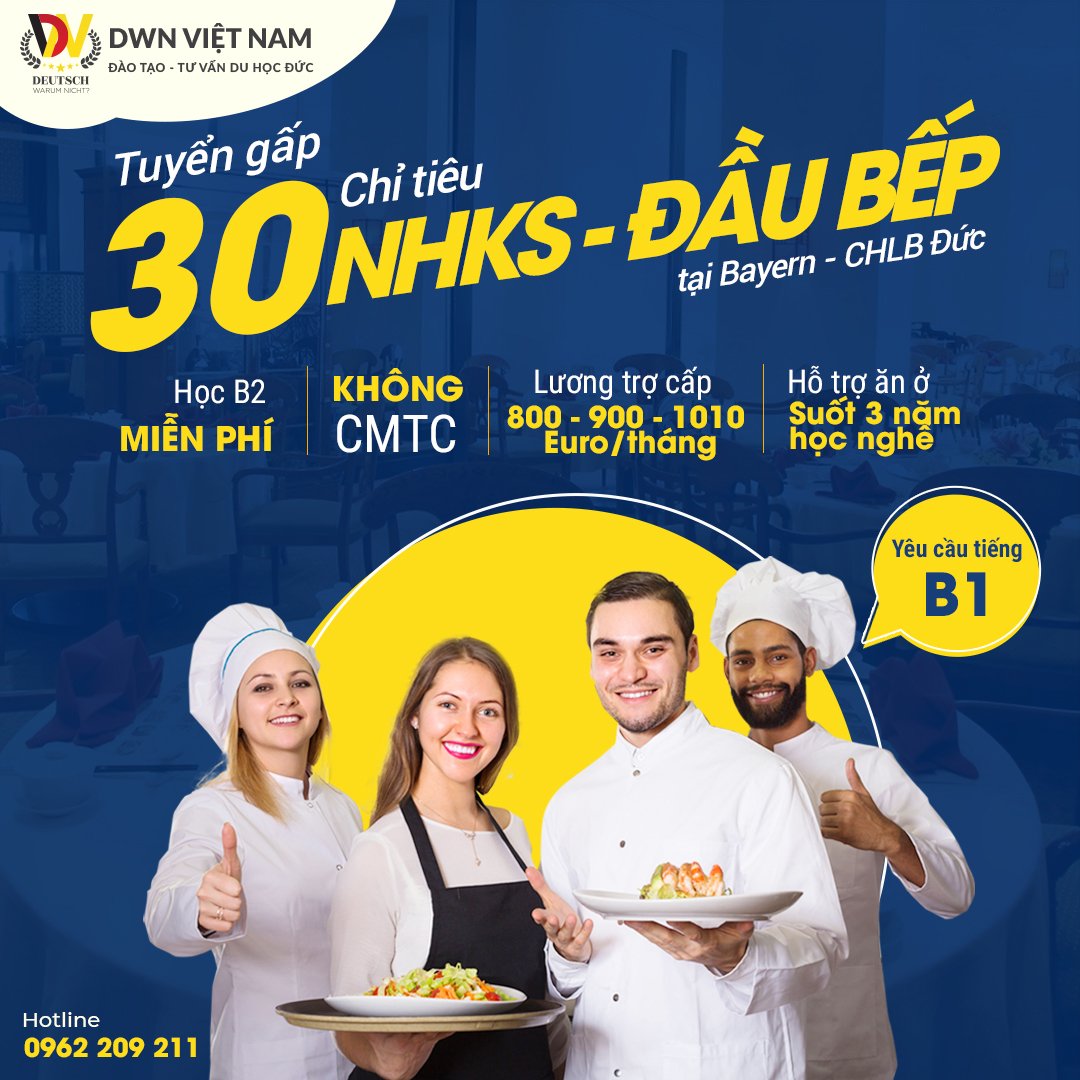 DWN VIỆT NAM
ĐÀO TẠO - TƯ VẤN DU HỌC ĐỨC
DEUTSCH
WARUM NICHT?
Tuyển gấp
30 Chỉ tiêu
NHKS - ĐẦU BẾP
tại Bayern - CHLB Đức
Học B2
MIỄN PHÍ
KHÔNG
CMTC
Lương trợ cấp
800 - 900 - 1010
Euro/tháng
Hỗ trợ ăn ở
Suốt 3 năm
học nghề
Yêu cầu tiếng
B1
Hotline
0962 209 211